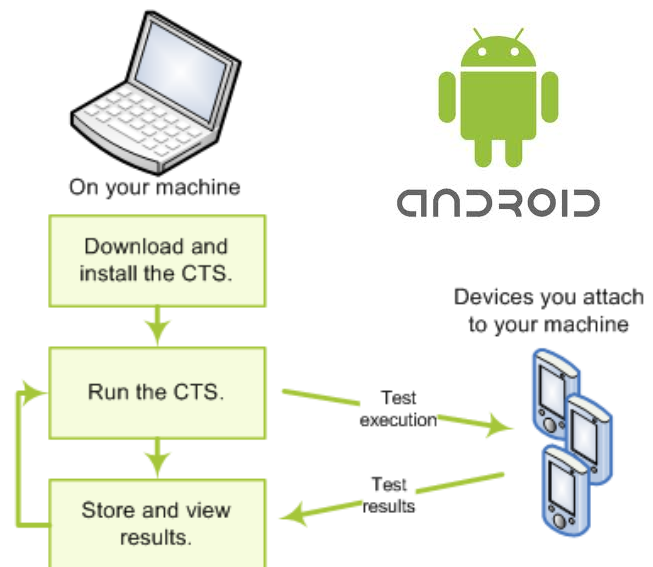 On your machine
ANDROID
Download and
install the CTS.
Devices you attach
to your machine
Run the CTS.
Test
execution
Test
results
Store and view
results.